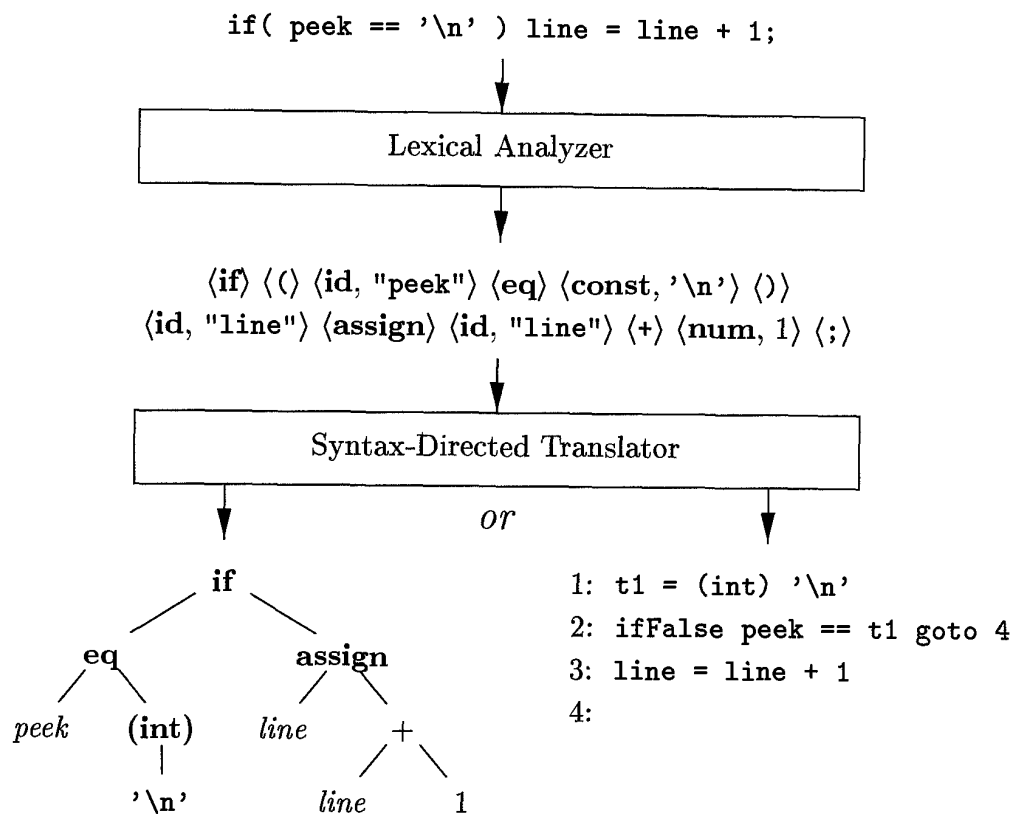 if( peek == '\n' ) line = line + 1;
Lexical Analyzer
⟨if⟩ ⟨(⟩ ⟨id, "peek"⟩ ⟨eq⟩ ⟨const, '\n'⟩ ⟨)⟩
⟨id, "line"⟩ ⟨assign⟩ ⟨id, "line"⟩ ⟨+⟩ ⟨num, 1⟩ ⟨;⟩
Syntax-Directed Translator
or
if
eq assign
peek (int) line +
'\n' line 1
1: t1 = (int) '\n'
2: ifFalse peek == t1 goto 4
3: line = line + 1
4: